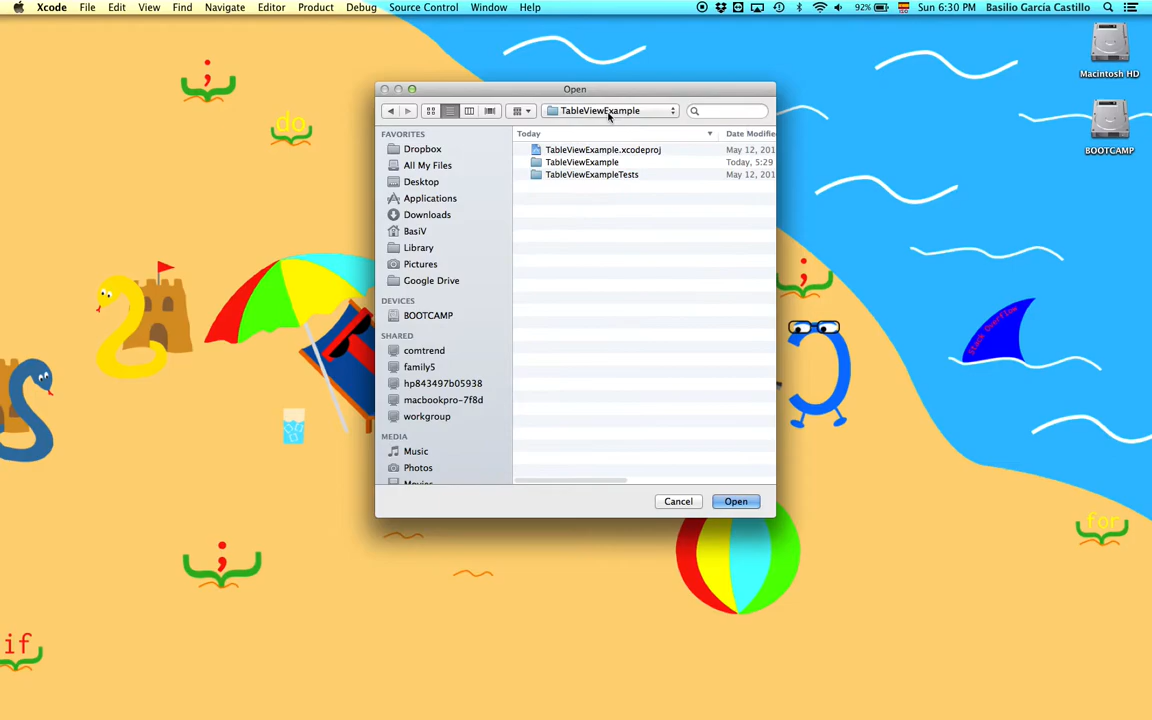 Xcode File Edit View Find Navigate Editor Product Debug Source Control Window Help 92% Sun 6:30 PM Basilio García Castillo
Macintosh HD
BOOTCAMP
;
do
;
Stack Overflow
for
;
if
Open
TableViewExample
FAVORITES
Dropbox
All My Files
Desktop
Applications
Downloads
BasiV
Library
Pictures
Google Drive
DEVICES
BOOTCAMP
SHARED
comtrend
family5
hp843497b05938
macbookpro-7f8d
workgroup
MEDIA
Music
Photos
Today Date Modifie
TableViewExample.xcodeproj May 12, 201
TableViewExample Today, 5:29
TableViewExampleTests May 12, 201
Cancel Open